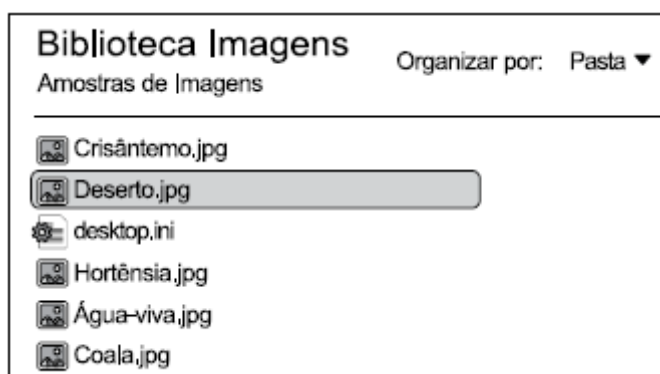 Biblioteca Imagens
Organizar por: Pasta ▼
Amostras de Imagens
Crisântemo.jpg
Deserto.jpg
desktop.ini
Hortênsia.jpg
Água-viva.jpg
Coala.jpg